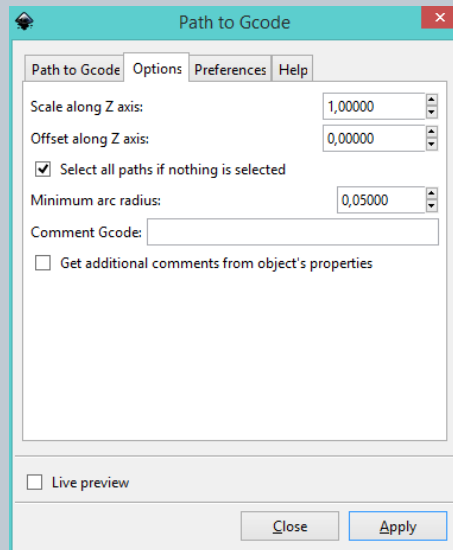 Path to Gcode
Path to Gcode Options Preferences Help
Scale along Z axis: 1,00000
Offset along Z axis: 0,00000
Select all paths if nothing is selected
Minimum arc radius: 0,05000
Comment Gcode:
Get additional comments from object's properties
Live preview
Close Apply